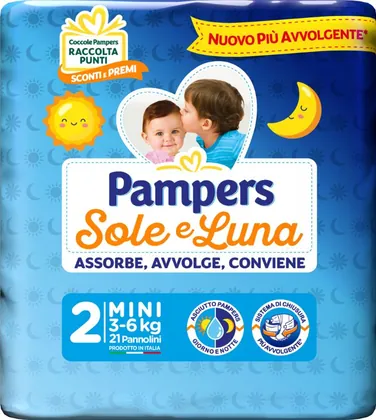 Coccole Pampers
RACCOLTA
PUNTI
SCONTI e PREMI
NUOVO PIÙ AVVOLGENTE*
Pampers
Sole e Luna
ASSORBE, AVVOLGE, CONVIENE
2 MINI
3-6 kg
21 Pannolini
PRODOTTO IN ITALIA
ASCIUTTO PAMPERS
GIORNO E NOTTE
SISTEMA DI CHIUSURA
PIÙ AVVOLGENTE*